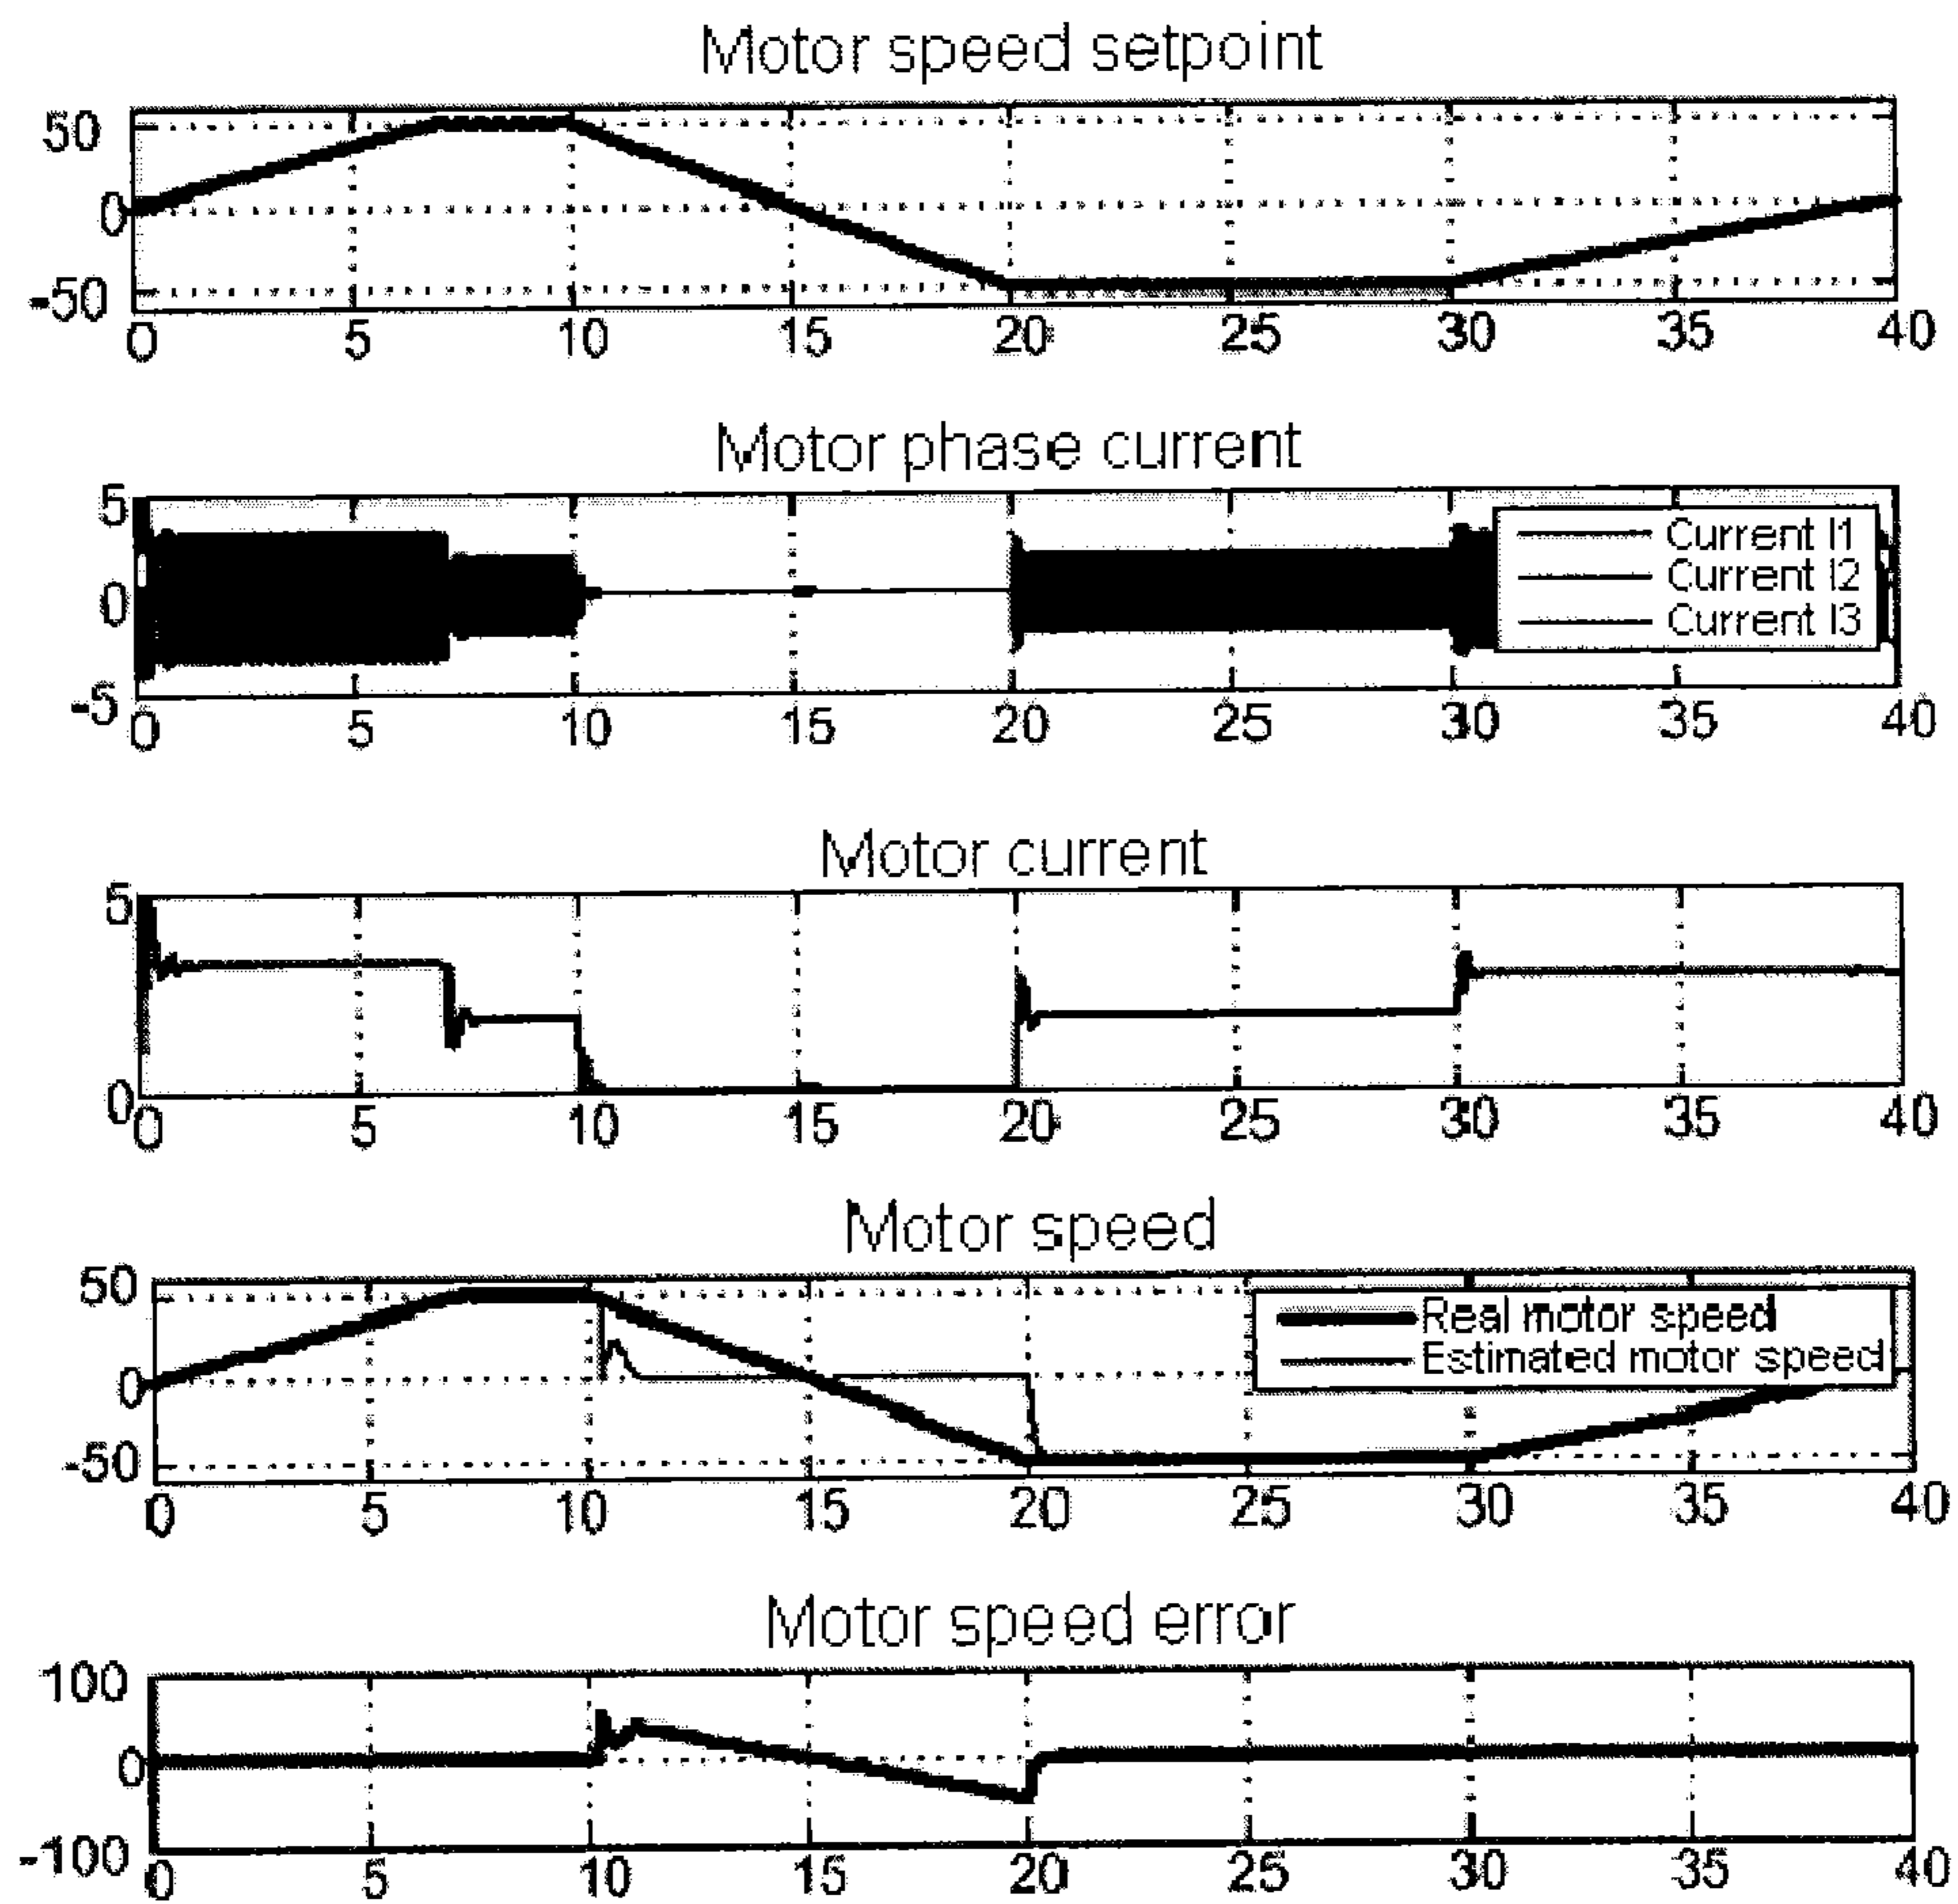 Motor speed setpoint
50
0
-50
0 5 10 15 20 25 30 35 40
Motor phase current
5
0
-5
Current I1
Current I2
Current I3
0 5 10 15 20 25 30 35 40
Motor current
5
0
0 5 10 15 20 25 30 35 40
Motor speed
50
0
-50
Real motor speed
Estimated motor speed
0 5 10 15 20 25 30 35 40
Motor speed error
100
0
-100
0 5 10 15 20 25 30 35 40